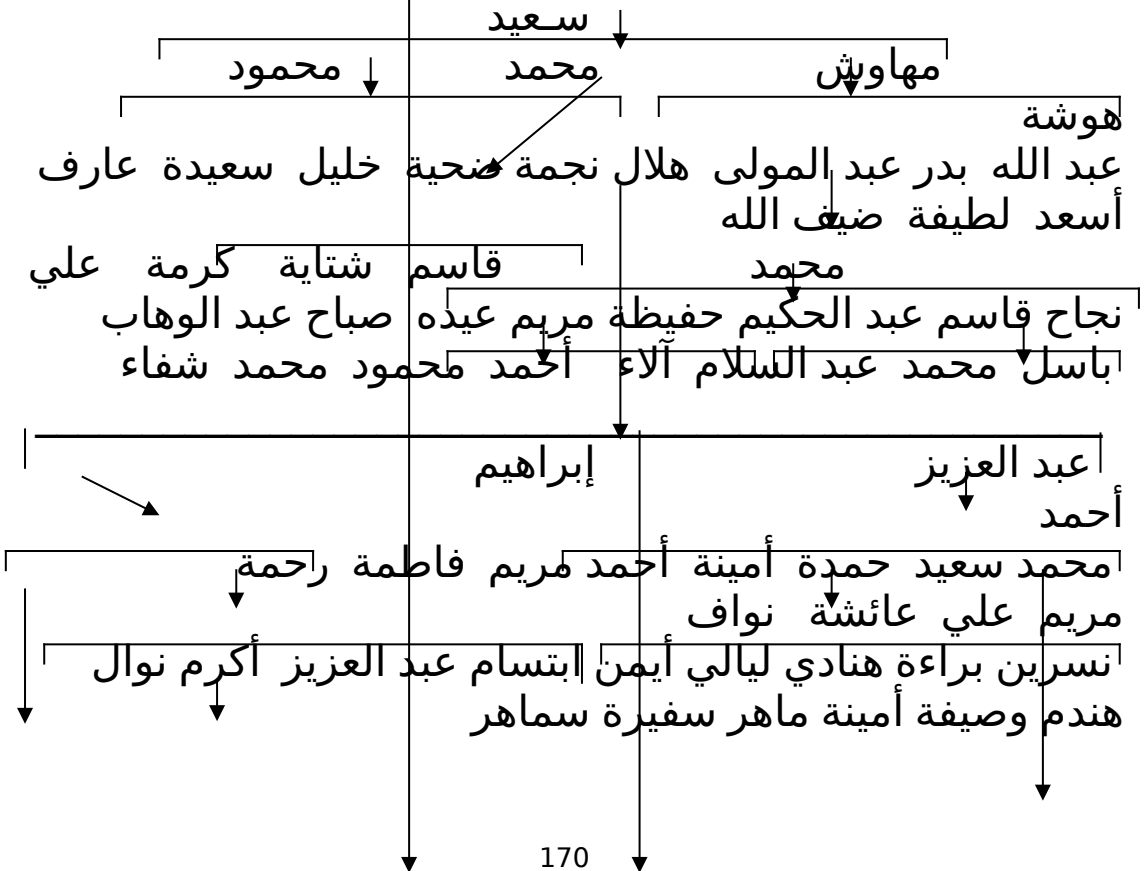 سـعيد
مهاوش محمد محمود
هوشة
عبد الله بدر عبد المولى هلال نجمة ضحية خليل سعيدة عارف
أسعد لطيفة ضيف الله
محمد قاسم شتاية كرمة علي
نجاح قاسم عبد الحكيم حفيظة مريم عيده صباح عبد الوهاب
باسل محمد عبد السلام آلاء أحمد محمود محمد شفاء
عبد العزيز إبراهيم
أحمد
محمد سعيد حمدة أمينة أحمد مريم فاطمة رحمة
مريم علي عائشة نواف
نسرين براءة هنادي ليالي أيمن ابتسام عبد العزيز أكرم نوال
هندم وصيفة أمينة ماهر سفيرة سماهر
170